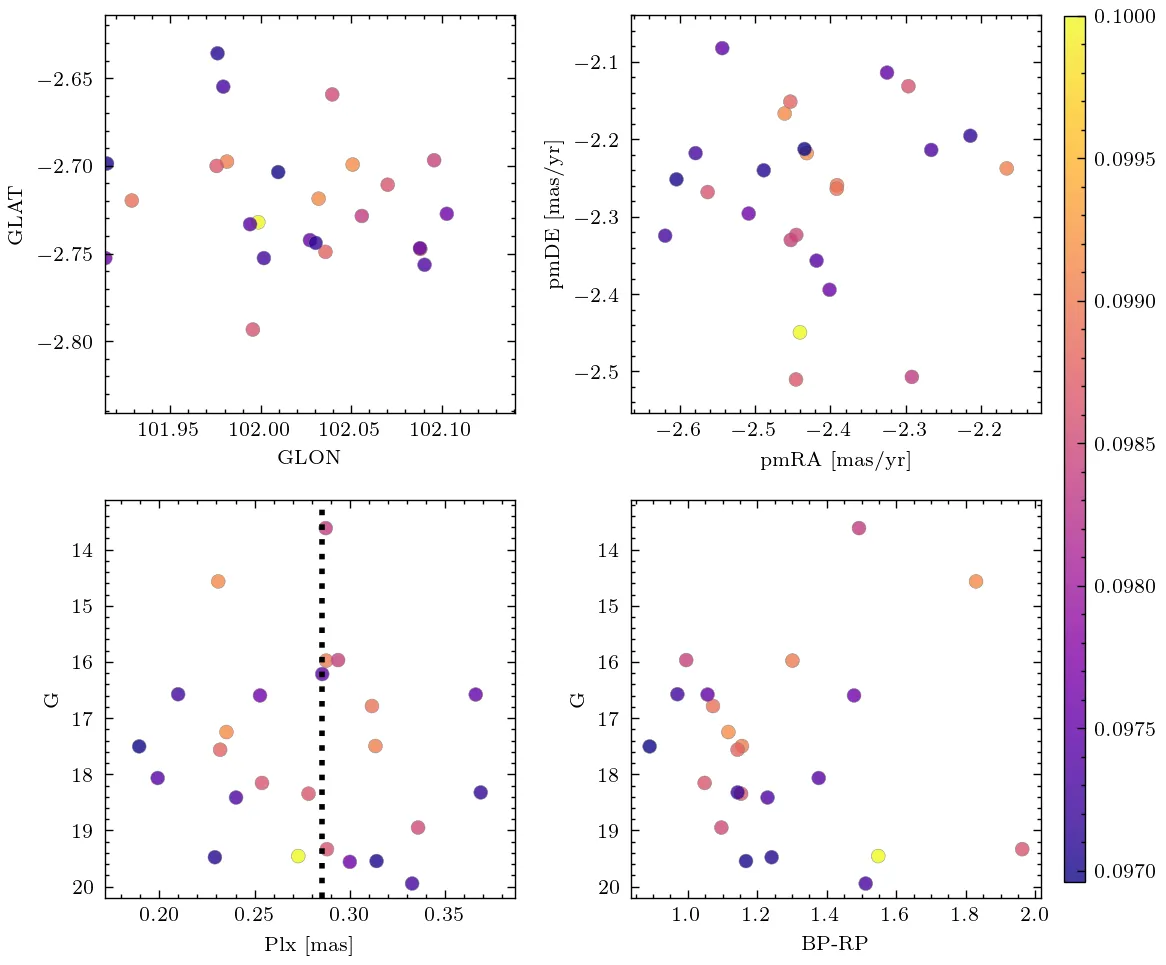 −2.65
−2.70
−2.75
−2.80
GLAT
101.95 102.00 102.05 102.10
GLON
−2.1
−2.2
−2.3
−2.4
−2.5
pmDE [mas/yr]
−2.6 −2.5 −2.4 −2.3 −2.2
pmRA [mas/yr]
14
15
16
17
18
19
20
G
0.20 0.25 0.30 0.35
Plx [mas]
14
15
16
17
18
19
20
G
1.0 1.2 1.4 1.6 1.8 2.0
BP-RP
0.1000
0.0995
0.0990
0.0985
0.0980
0.0975
0.0970